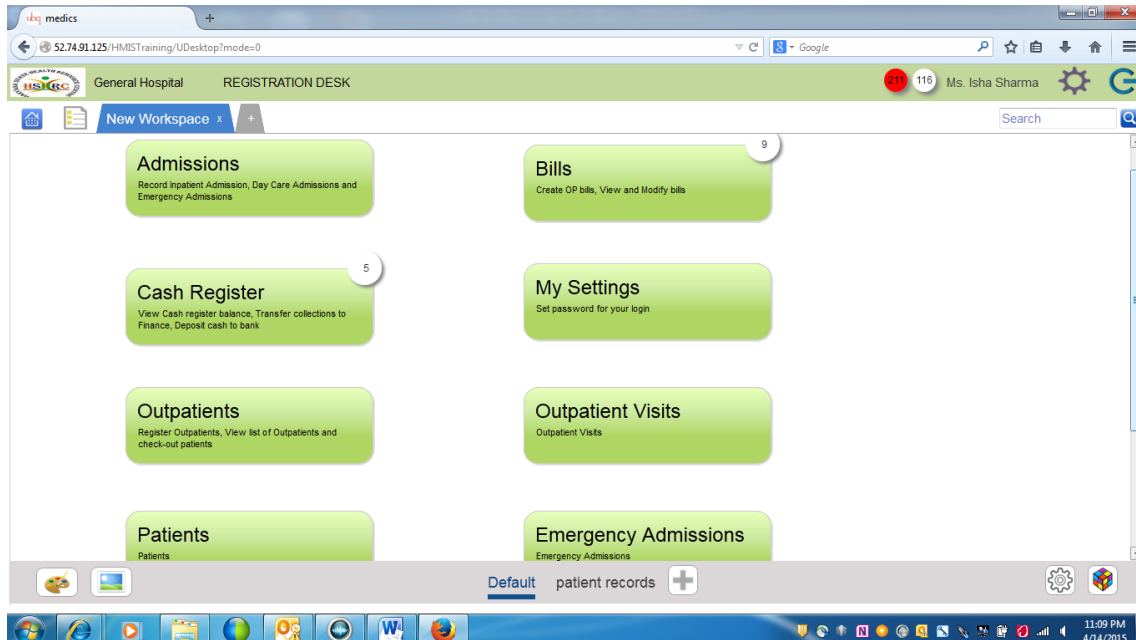 ubq medics
+
52.74.91.125/HMISTraining/UDesktop?mode=0
Google
HSHRC General Hospital REGISTRATION DESK 211 116 Ms. Isha Sharma
New Workspace x + Search
Admissions
Record Inpatient Admission, Day Care Admissions and
Emergency Admissions
9
Bills
Create OP bills, View and Modify bills
5
Cash Register
View Cash register balance, Transfer collections to
Finance, Deposit cash to bank
My Settings
Set password for your login
Outpatients
Register Outpatients, View list of Outpatients and
check-out patients
Outpatient Visits
Outpatient Visits
Patients
Patients
Emergency Admissions
Emergency Admissions
Default patient records
11:09 PM
4/14/2015